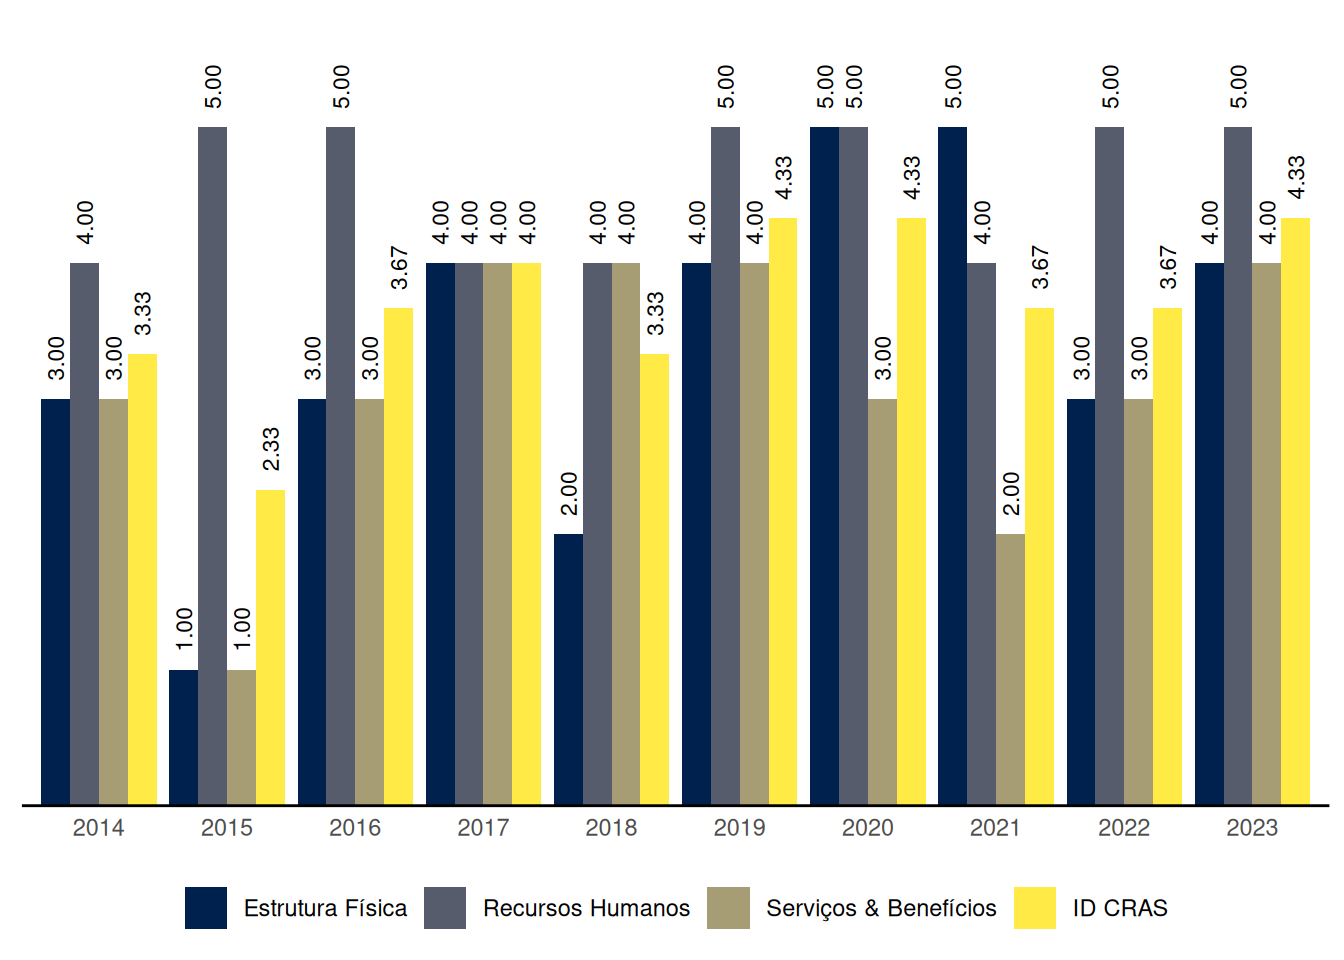 3.00 4.00 3.00 3.33
1.00 5.00 1.00 2.33
3.00 5.00 3.00 3.67
4.00 4.00 4.00 4.00
2.00 4.00 4.00 3.33
4.00 5.00 4.00 4.33
5.00 5.00 3.00 4.33
5.00 4.00 2.00 3.67
3.00 5.00 3.00 3.67
4.00 5.00 4.00 4.33
2014 2015 2016 2017 2018 2019 2020 2021 2022 2023
Estrutura Física Recursos Humanos Serviços & Benefícios ID CRAS